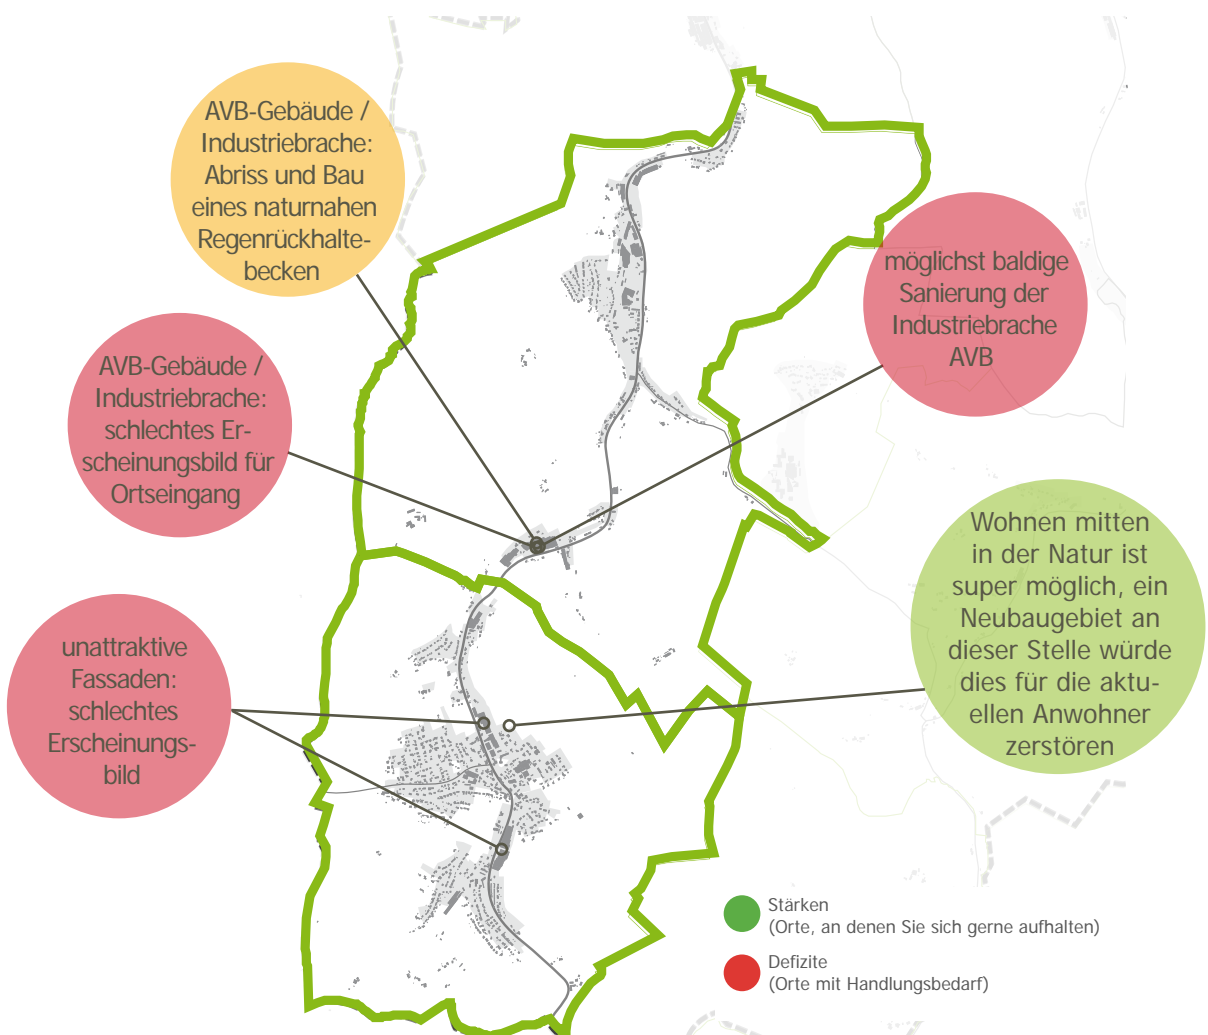 AVB-Gebäude /
Industriebrache:
Abriss und Bau
eines naturnahen
Regenrückhalte-
becken
möglichst baldige
Sanierung der
Industriebrache
AVB
AVB-Gebäude /
Industriebrache:
schlechtes Er-
scheinungsbild für
Ortseingang
Wohnen mitten
in der Natur ist
super möglich, ein
Neubaugebiet an
dieser Stelle würde
dies für die aktu-
ellen Anwohner
zerstören
unattraktive
Fassaden:
schlechtes
Erscheinungs-
bild
Stärken
(Orte, an denen Sie sich gerne aufhalten)
Defizite
(Orte mit Handlungsbedarf)